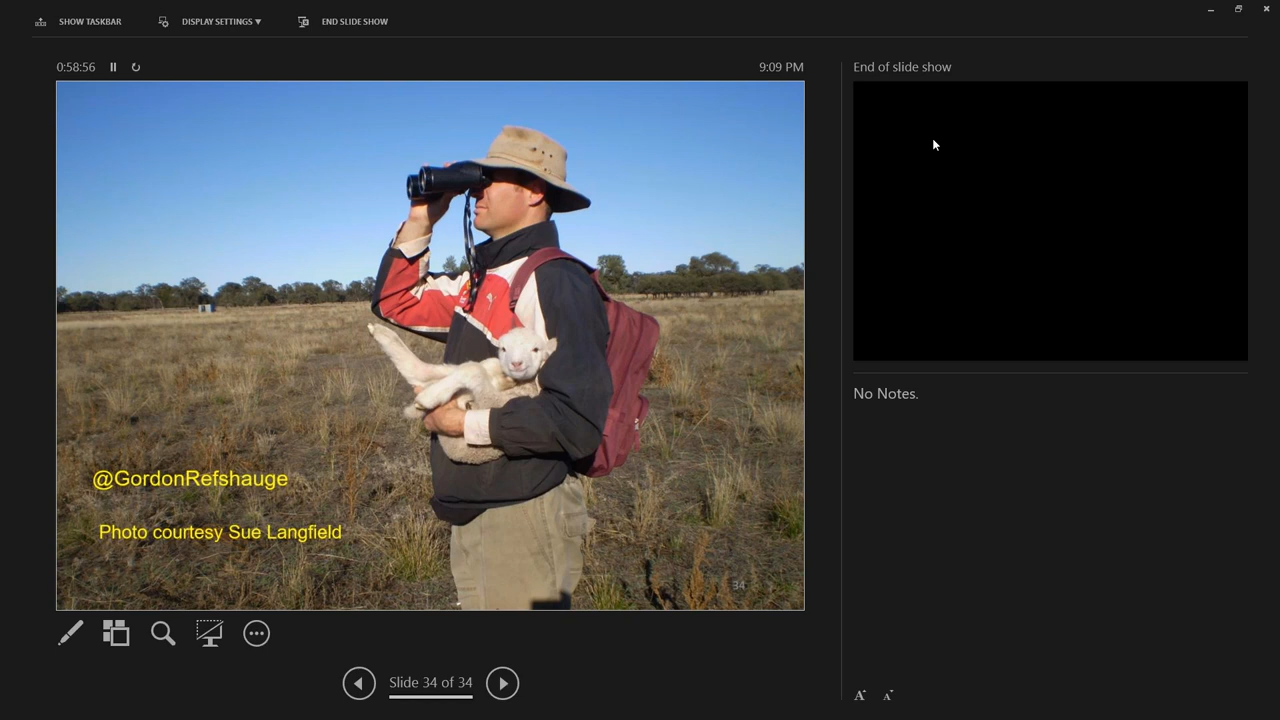 SHOW TASKBAR
DISPLAY SETTINGS ▼
END SLIDE SHOW
0:58:56
9:09 PM
End of slide show
@GordonRefshauge
Photo courtesy Sue Langfield
34
No Notes.
Slide 34 of 34
A
A